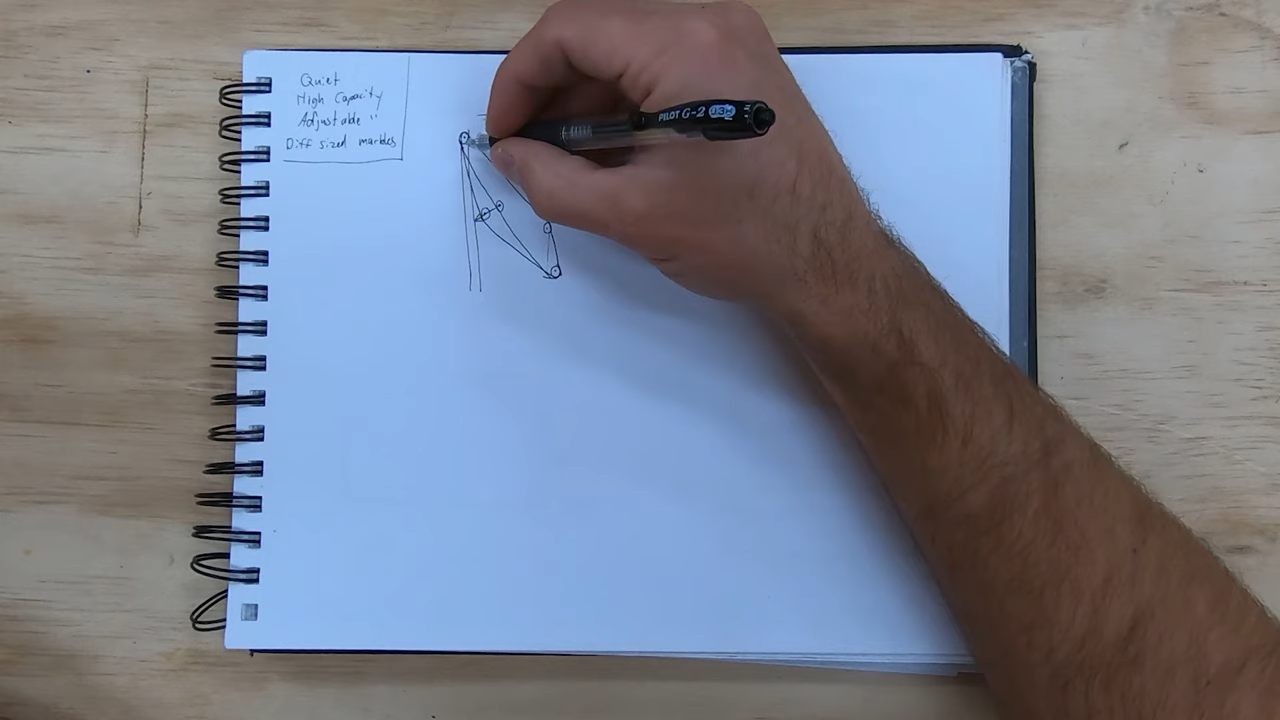 Quiet
High Capacity
Adjustable "
Diff sized marbles
PILOT G-2